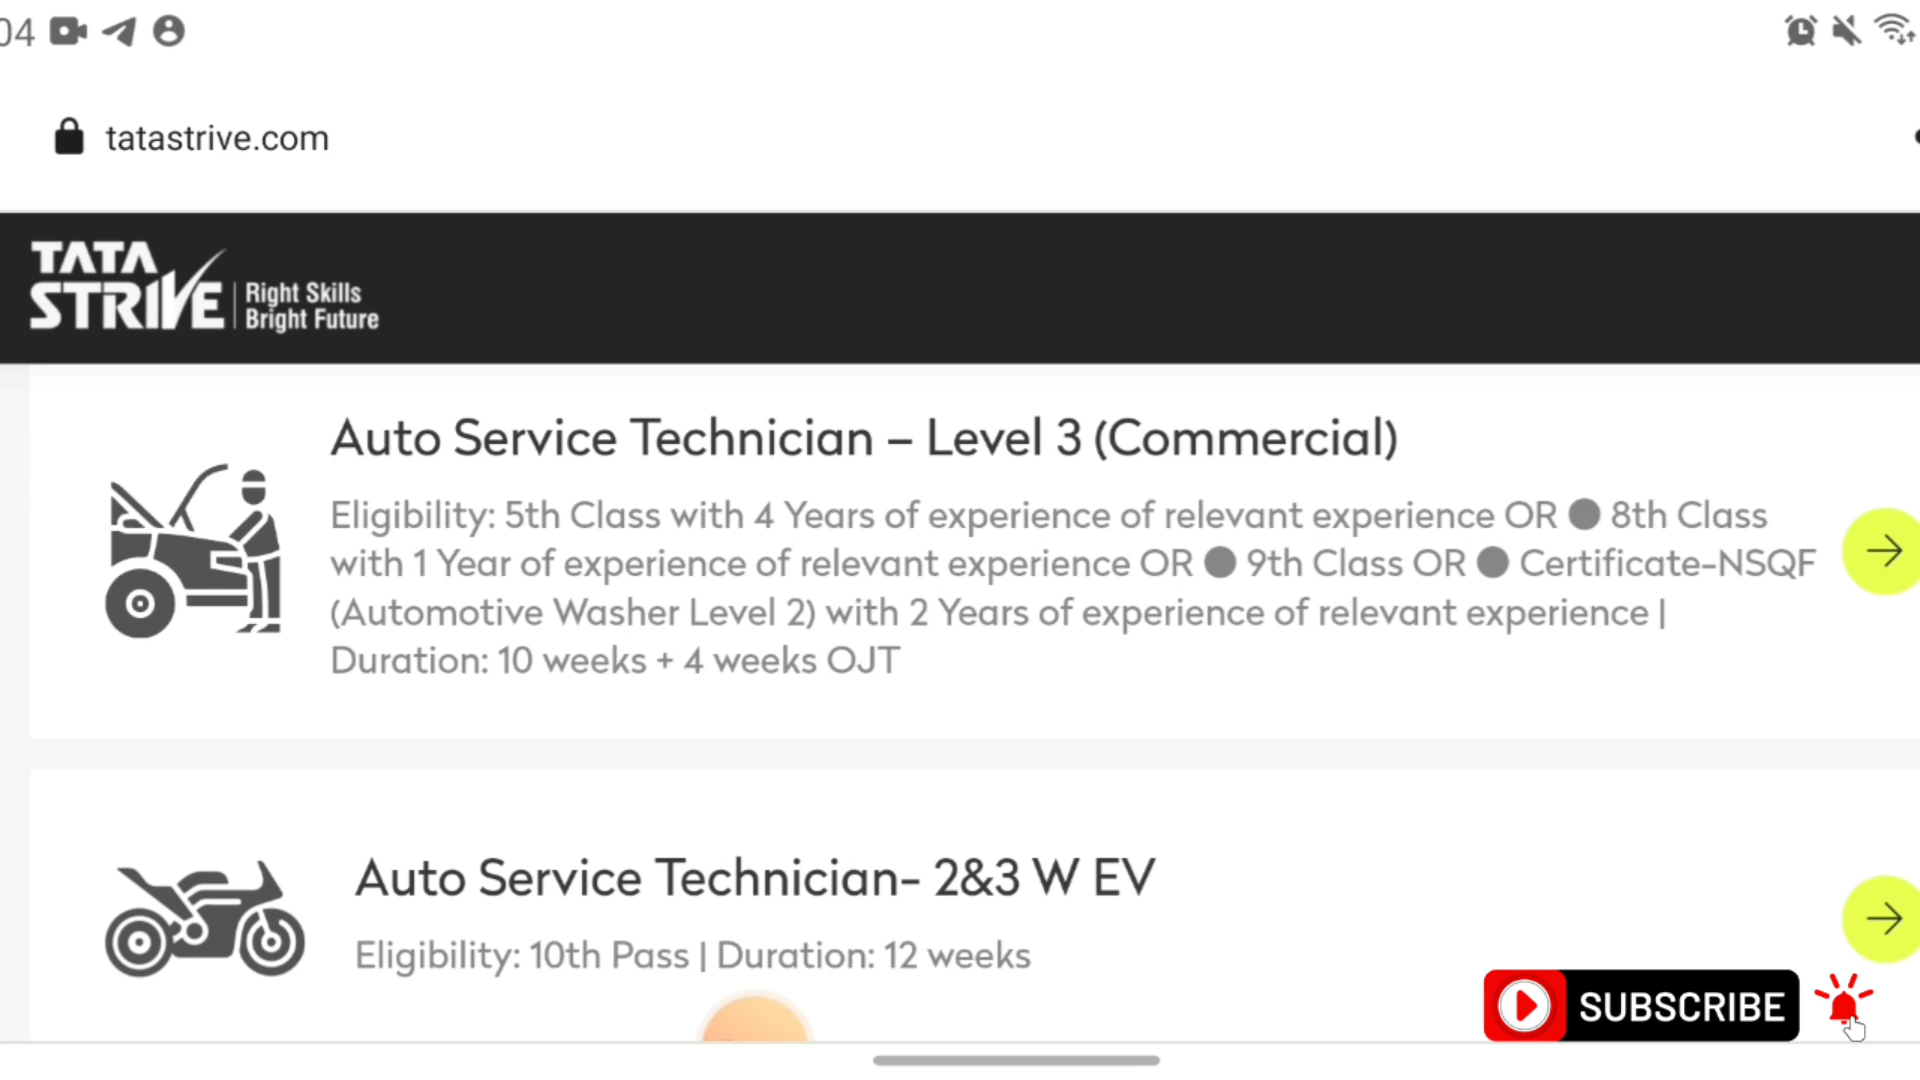 04
tatastrive.com
TATA
STRIVE
Right Skills
Bright Future
Auto Service Technician – Level 3 (Commercial)
Eligibility: 5th Class with 4 Years of experience of relevant experience OR ● 8th Class
with 1 Year of experience of relevant experience OR ● 9th Class OR ● Certificate-NSQF
(Automotive Washer Level 2) with 2 Years of experience of relevant experience |
Duration: 10 weeks + 4 weeks OJT
Auto Service Technician- 2&3 W EV
Eligibility: 10th Pass | Duration: 12 weeks
SUBSCRIBE